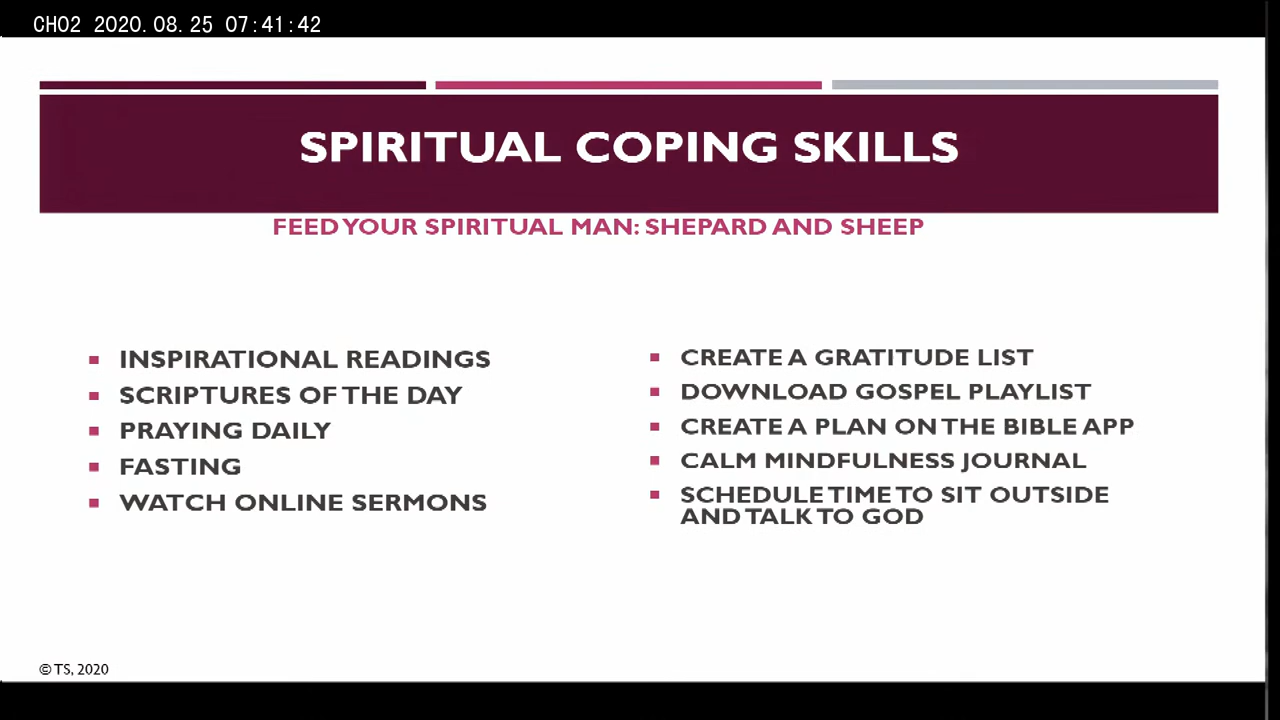 CH02 2020.08.25 07:41:42
SPIRITUAL COPING SKILLS
FEED YOUR SPIRITUAL MAN: SHEPARD AND SHEEP
INSPIRATIONAL READINGS
SCRIPTURES OF THE DAY
PRAYING DAILY
FASTING
WATCH ONLINE SERMONS
CREATE A GRATITUDE LIST
DOWNLOAD GOSPEL PLAYLIST
CREATE A PLAN ON THE BIBLE APP
CALM MINDFULNESS JOURNAL
SCHEDULE TIME TO SIT OUTSIDE
AND TALK TO GOD
© TS, 2020